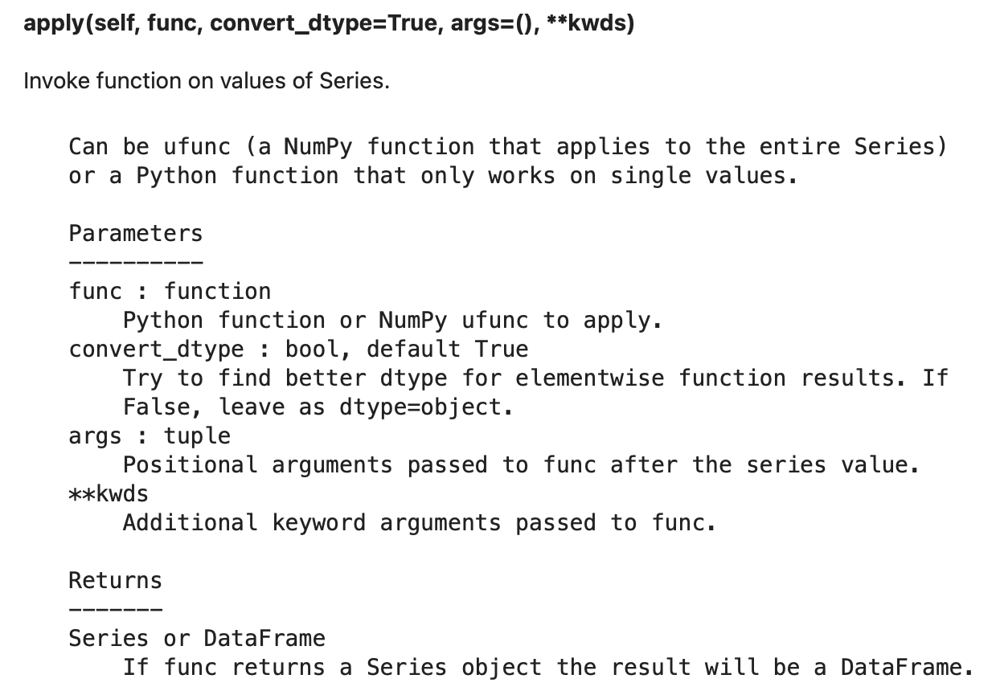 apply(self, func, convert_dtype=True, args=(), **kwds)
Invoke function on values of Series.
Can be ufunc (a NumPy function that applies to the entire Series)
or a Python function that only works on single values.
Parameters
----------
func : function
Python function or NumPy ufunc to apply.
convert_dtype : bool, default True
Try to find better dtype for elementwise function results. If
False, leave as dtype=object.
args : tuple
Positional arguments passed to func after the series value.
**kwds
Additional keyword arguments passed to func.
Returns
-------
Series or DataFrame
If func returns a Series object the result will be a DataFrame.